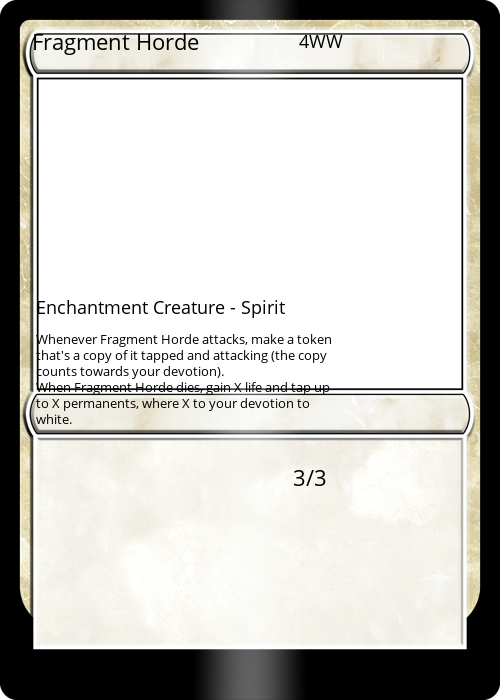 Fragment Horde 4WW
Enchantment Creature - Spirit
Whenever Fragment Horde attacks, make a token
that's a copy of it tapped and attacking (the copy
counts towards your devotion).
When Fragment Horde dies, gain X life and tap up
to X permanents, where X to your devotion to
white.
3/3